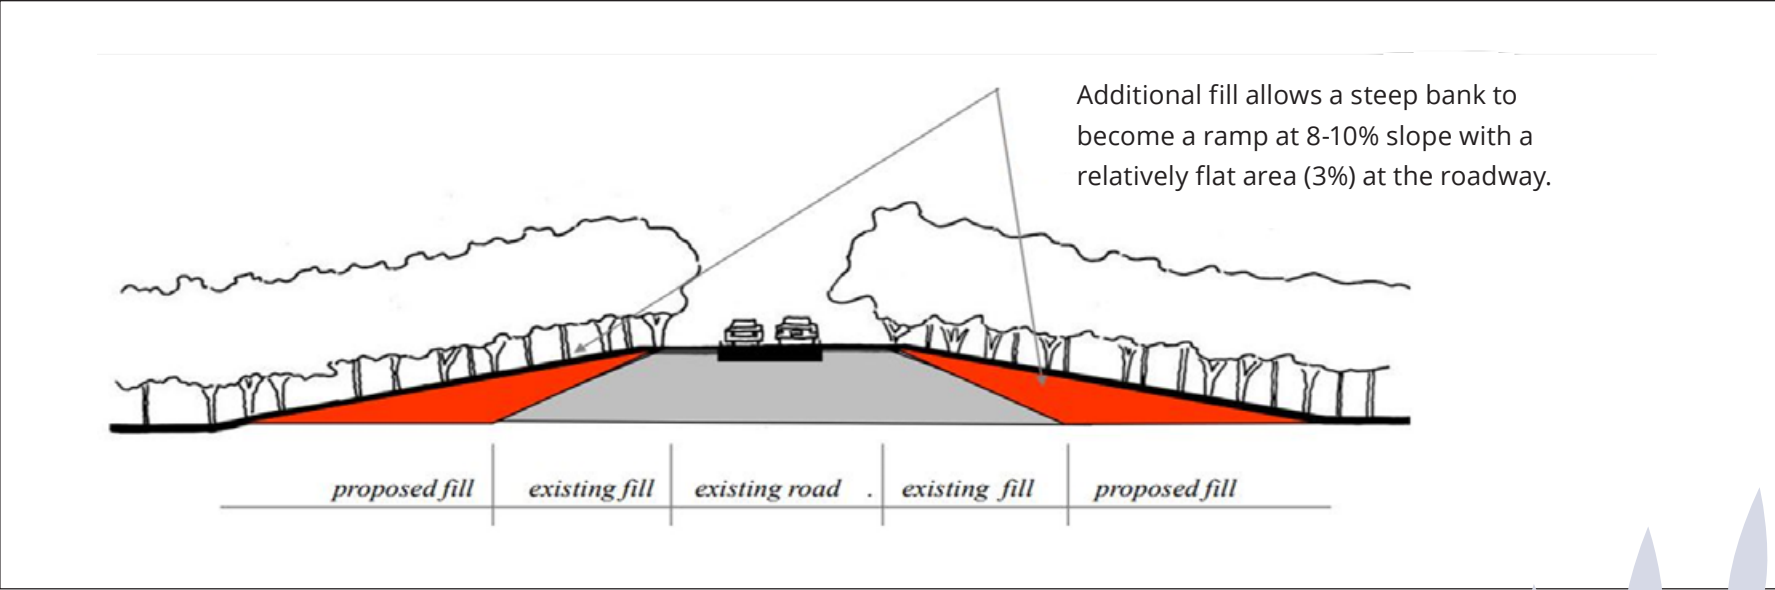 Additional fill allows a steep bank to
become a ramp at 8-10% slope with a
relatively flat area (3%) at the roadway.
proposed fill existing fill existing road . existing fill proposed fill